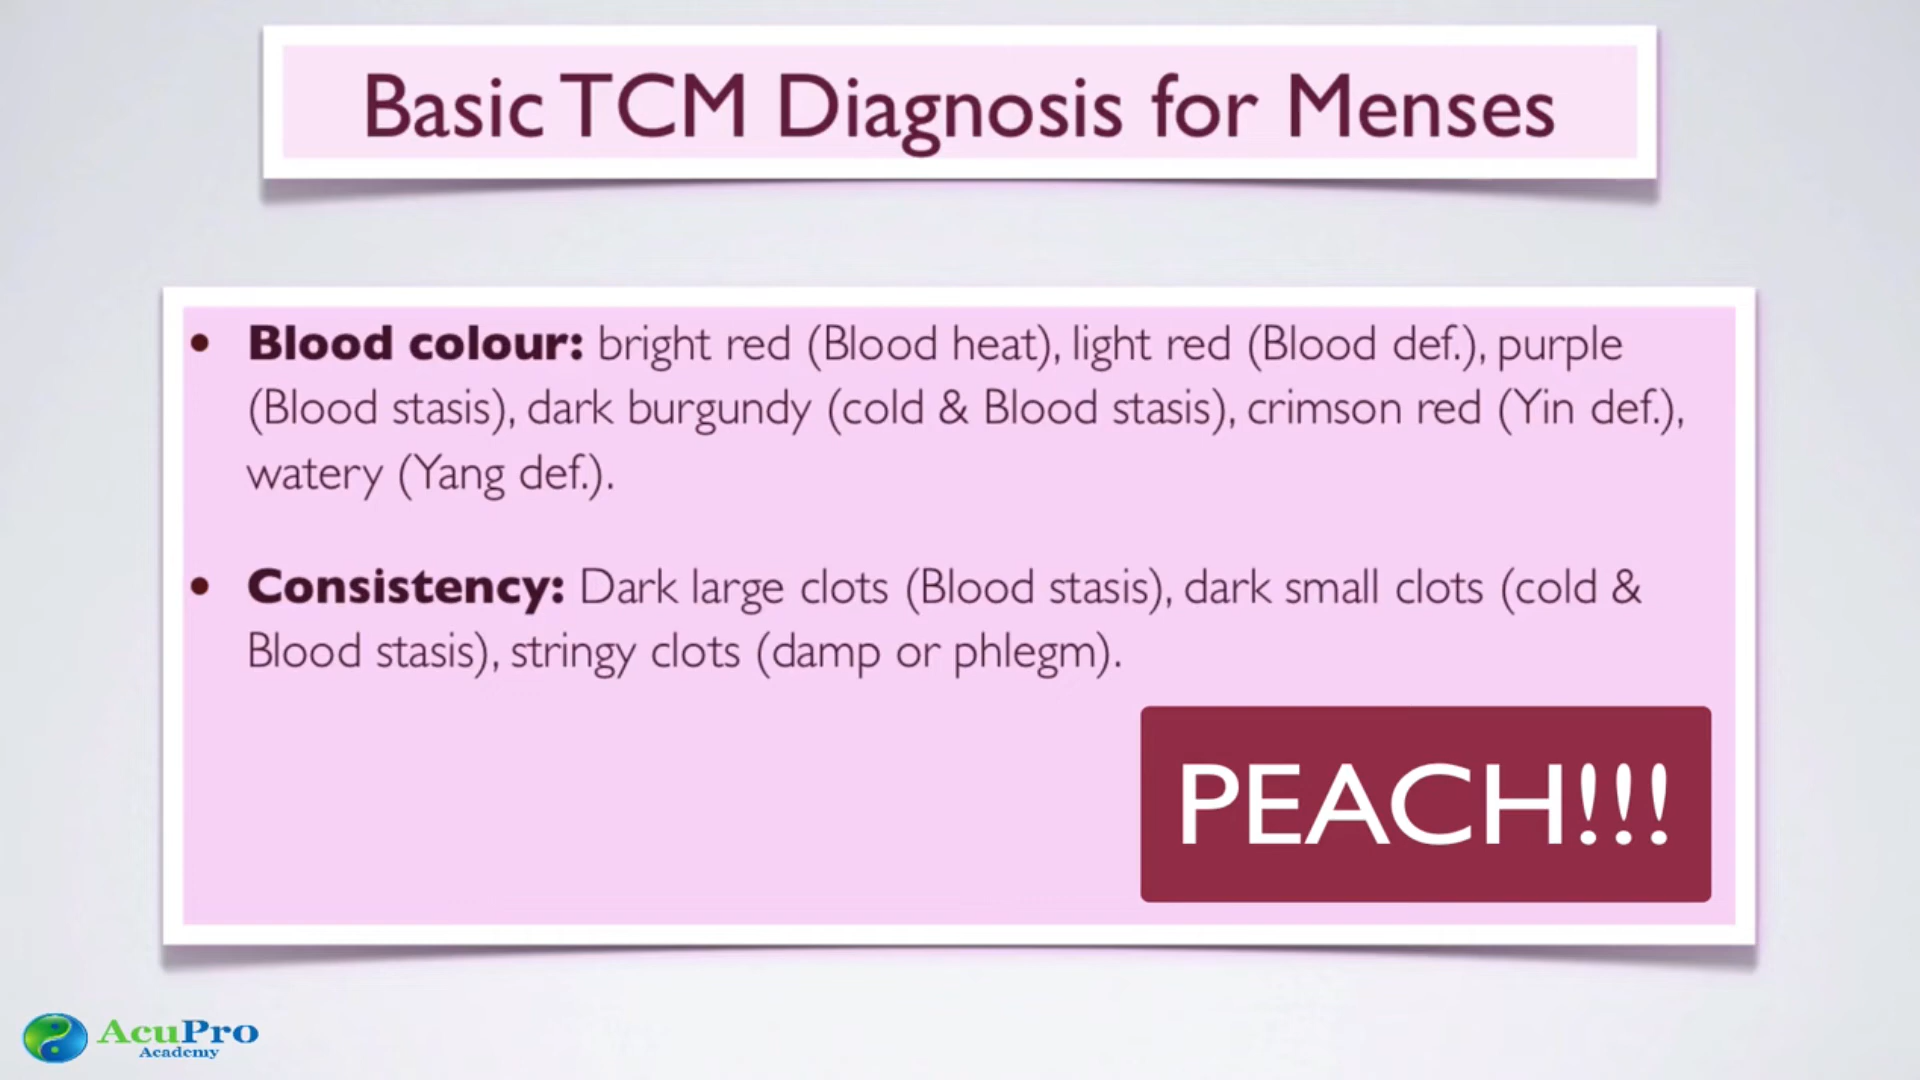 Basic TCM Diagnosis for Menses
• Blood colour: bright red (Blood heat), light red (Blood def.), purple
(Blood stasis), dark burgundy (cold & Blood stasis), crimson red (Yin def.),
watery (Yang def.).
• Consistency: Dark large clots (Blood stasis), dark small clots (cold &
Blood stasis), stringy clots (damp or phlegm).
PEACH!!!
AcuPro
Academy